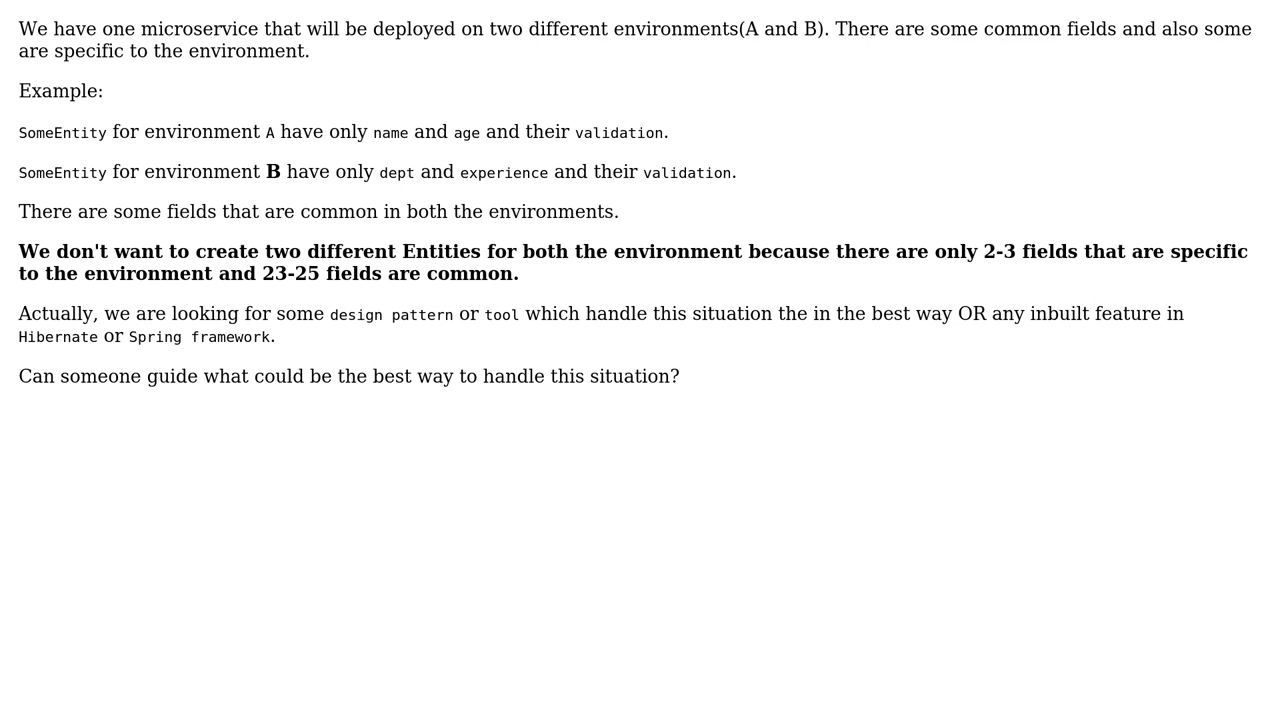 We have one microservice that will be deployed on two different environments(A and B). There are some common fields and also some
are specific to the environment.
Example:
SomeEntity for environment A have only name and age and their validation.
SomeEntity for environment B have only dept and experience and their validation.
There are some fields that are common in both the environments.
We don't want to create two different Entities for both the environment because there are only 2-3 fields that are specific
to the environment and 23-25 fields are common.
Actually, we are looking for some design pattern or tool which handle this situation the in the best way OR any inbuilt feature in
Hibernate or Spring framework.
Can someone guide what could be the best way to handle this situation?